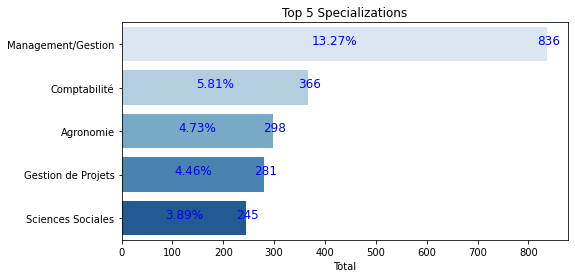 Top 5 Specializations
Management/Gestion 13.27% 836
Comptabilité 5.81% 366
Agronomie 4.73% 298
Gestion de Projets 4.46% 281
Sciences Sociales 3.89% 245
0 100 200 300 400 500 600 700 800
Total